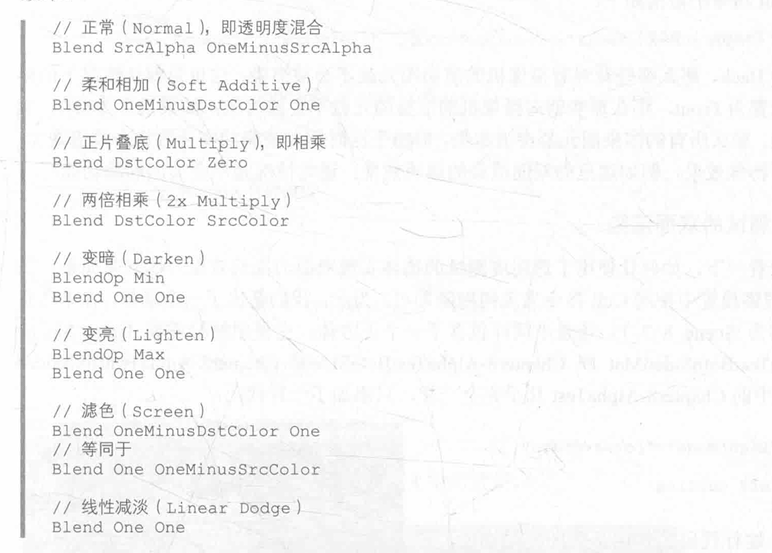 // 正常（Normal），即透明度混合
Blend SrcAlpha OneMinusSrcAlpha
// 柔和相加（Soft Additive）
Blend OneMinusDstColor One
// 正片叠底（Multiply），即相乘
Blend DstColor Zero
// 两倍相乘（2x Multiply）
Blend DstColor SrcColor
// 变暗（Darken）
BlendOp Min
Blend One One
// 变亮（Lighten）
BlendOp Max
Blend One One
// 滤色（Screen）
Blend OneMinusDstColor One
// 等同于
Blend One OneMinusSrcColor
// 线性减淡（Linear Dodge）
Blend One One